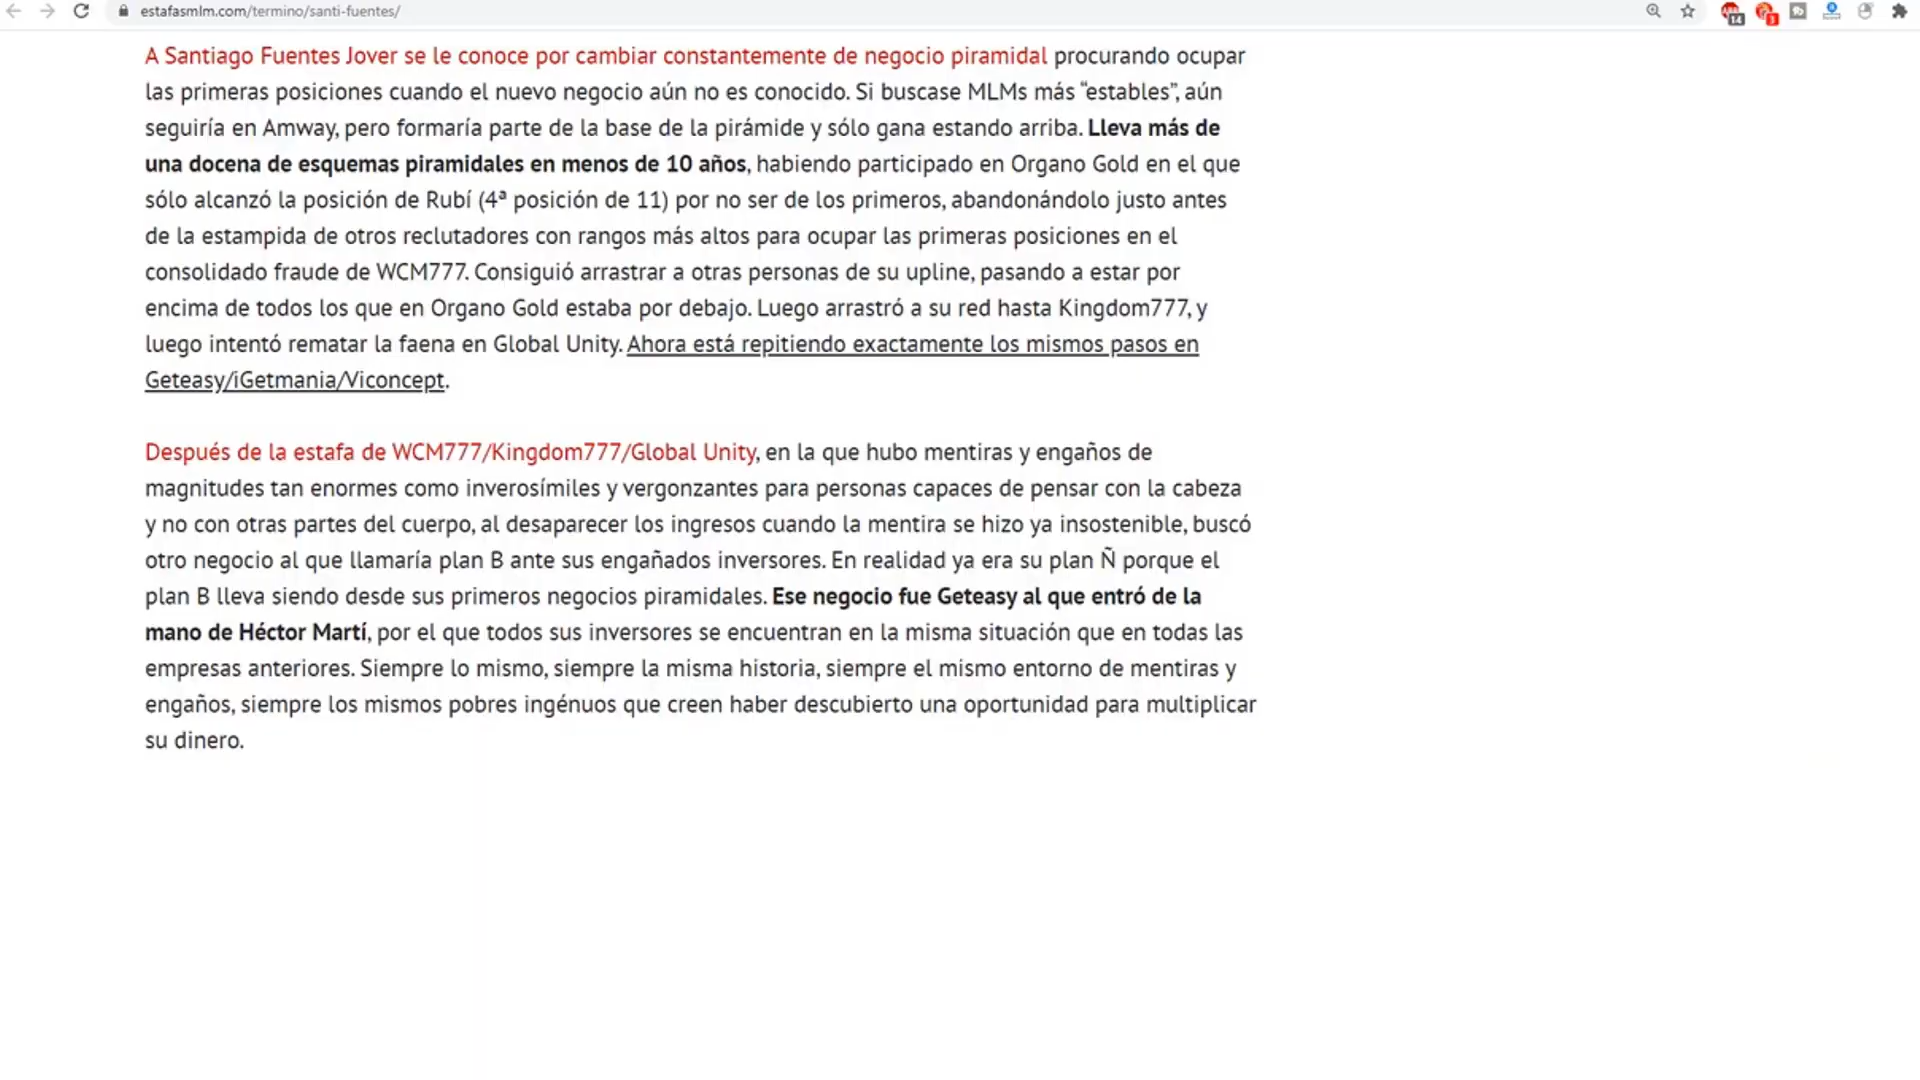 estafasmlm.com/termino/santi-fuentes/
A Santiago Fuentes Jover se le conoce por cambiar constantemente de negocio piramidal procurando ocupar
las primeras posiciones cuando el nuevo negocio aún no es conocido. Si buscase MLMs más “estables”, aún
seguiría en Amway, pero formaría parte de la base de la pirámide y sólo gana estando arriba. Lleva más de
una docena de esquemas piramidales en menos de 10 años, habiendo participado en Organo Gold en el que
sólo alcanzó la posición de Rubí (4ª posición de 11) por no ser de los primeros, abandonándolo justo antes
de la estampida de otros reclutadores con rangos más altos para ocupar las primeras posiciones en el
consolidado fraude de WCM777. Consiguió arrastrar a otras personas de su upline, pasando a estar por
encima de todos los que en Organo Gold estaba por debajo. Luego arrastró a su red hasta Kingdom777, y
luego intentó rematar la faena en Global Unity. Ahora está repitiendo exactamente los mismos pasos en
Geteasy/iGetmania/Viconcept.
Después de la estafa de WCM777/Kingdom777/Global Unity, en la que hubo mentiras y engaños de
magnitudes tan enormes como inverosímiles y vergonzantes para personas capaces de pensar con la cabeza
y no con otras partes del cuerpo, al desaparecer los ingresos cuando la mentira se hizo ya insostenible, buscó
otro negocio al que llamaría plan B ante sus engañados inversores. En realidad ya era su plan Ñ porque el
plan B lleva siendo desde sus primeros negocios piramidales. Ese negocio fue Geteasy al que entró de la
mano de Héctor Martí, por el que todos sus inversores se encuentran en la misma situación que en todas las
empresas anteriores. Siempre lo mismo, siempre la misma historia, siempre el mismo entorno de mentiras y
engaños, siempre los mismos pobres ingénuos que creen haber descubierto una oportunidad para multiplicar
su dinero.